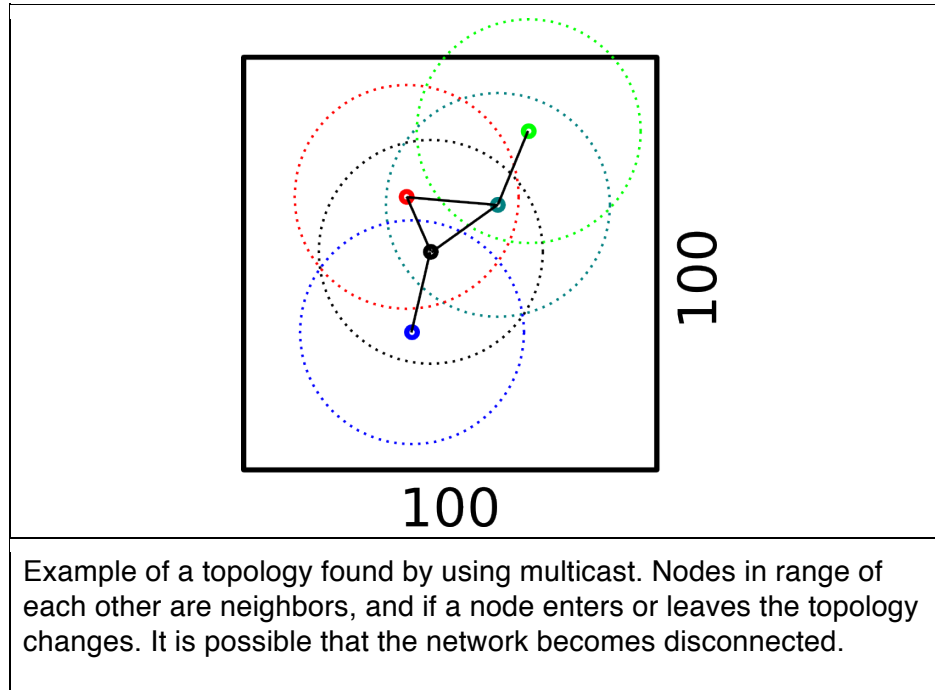 100
100
Example of a topology found by using multicast. Nodes in range of
each other are neighbors, and if a node enters or leaves the topology
changes. It is possible that the network becomes disconnected.